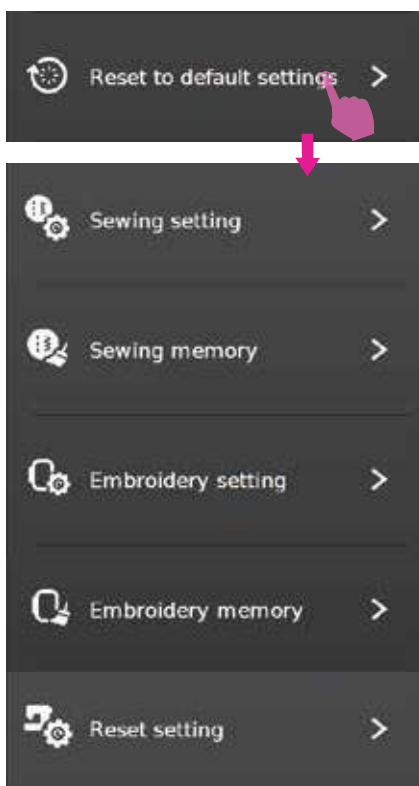 Reset to default settings
Sewing setting
Sewing memory
Embroidery setting
Embroidery memory
Reset setting